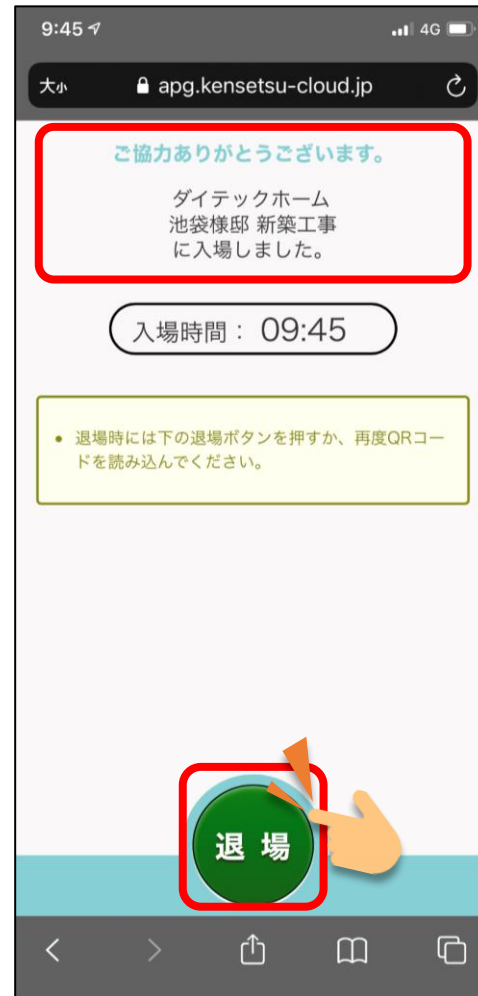 9:45
4G
大小
apg.kensetsu-cloud.jp
ご協力ありがとうございます。
ダイテックホーム
池袋様邸 新築工事
に入場しました。
入場時間： 09:45
• 退場時には下の退場ボタンを押すか、再度QRコー
ドを読み込んでください。
退 場